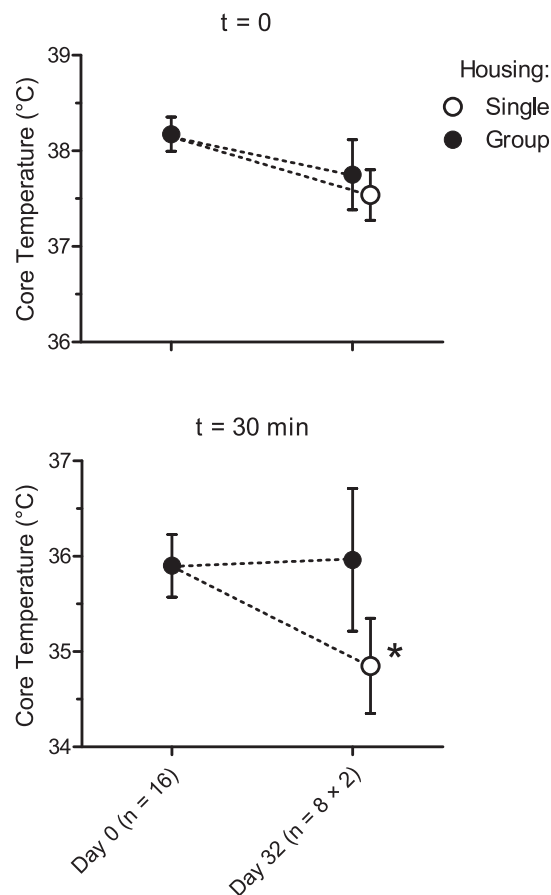 t = 0
Housing:
Single
Group
Core Temperature (°C)
39
38
37
36
t = 30 min
Core Temperature (°C)
37
36
35
34
*
Day 0 (n = 16)
Day 32 (n = 8 × 2)